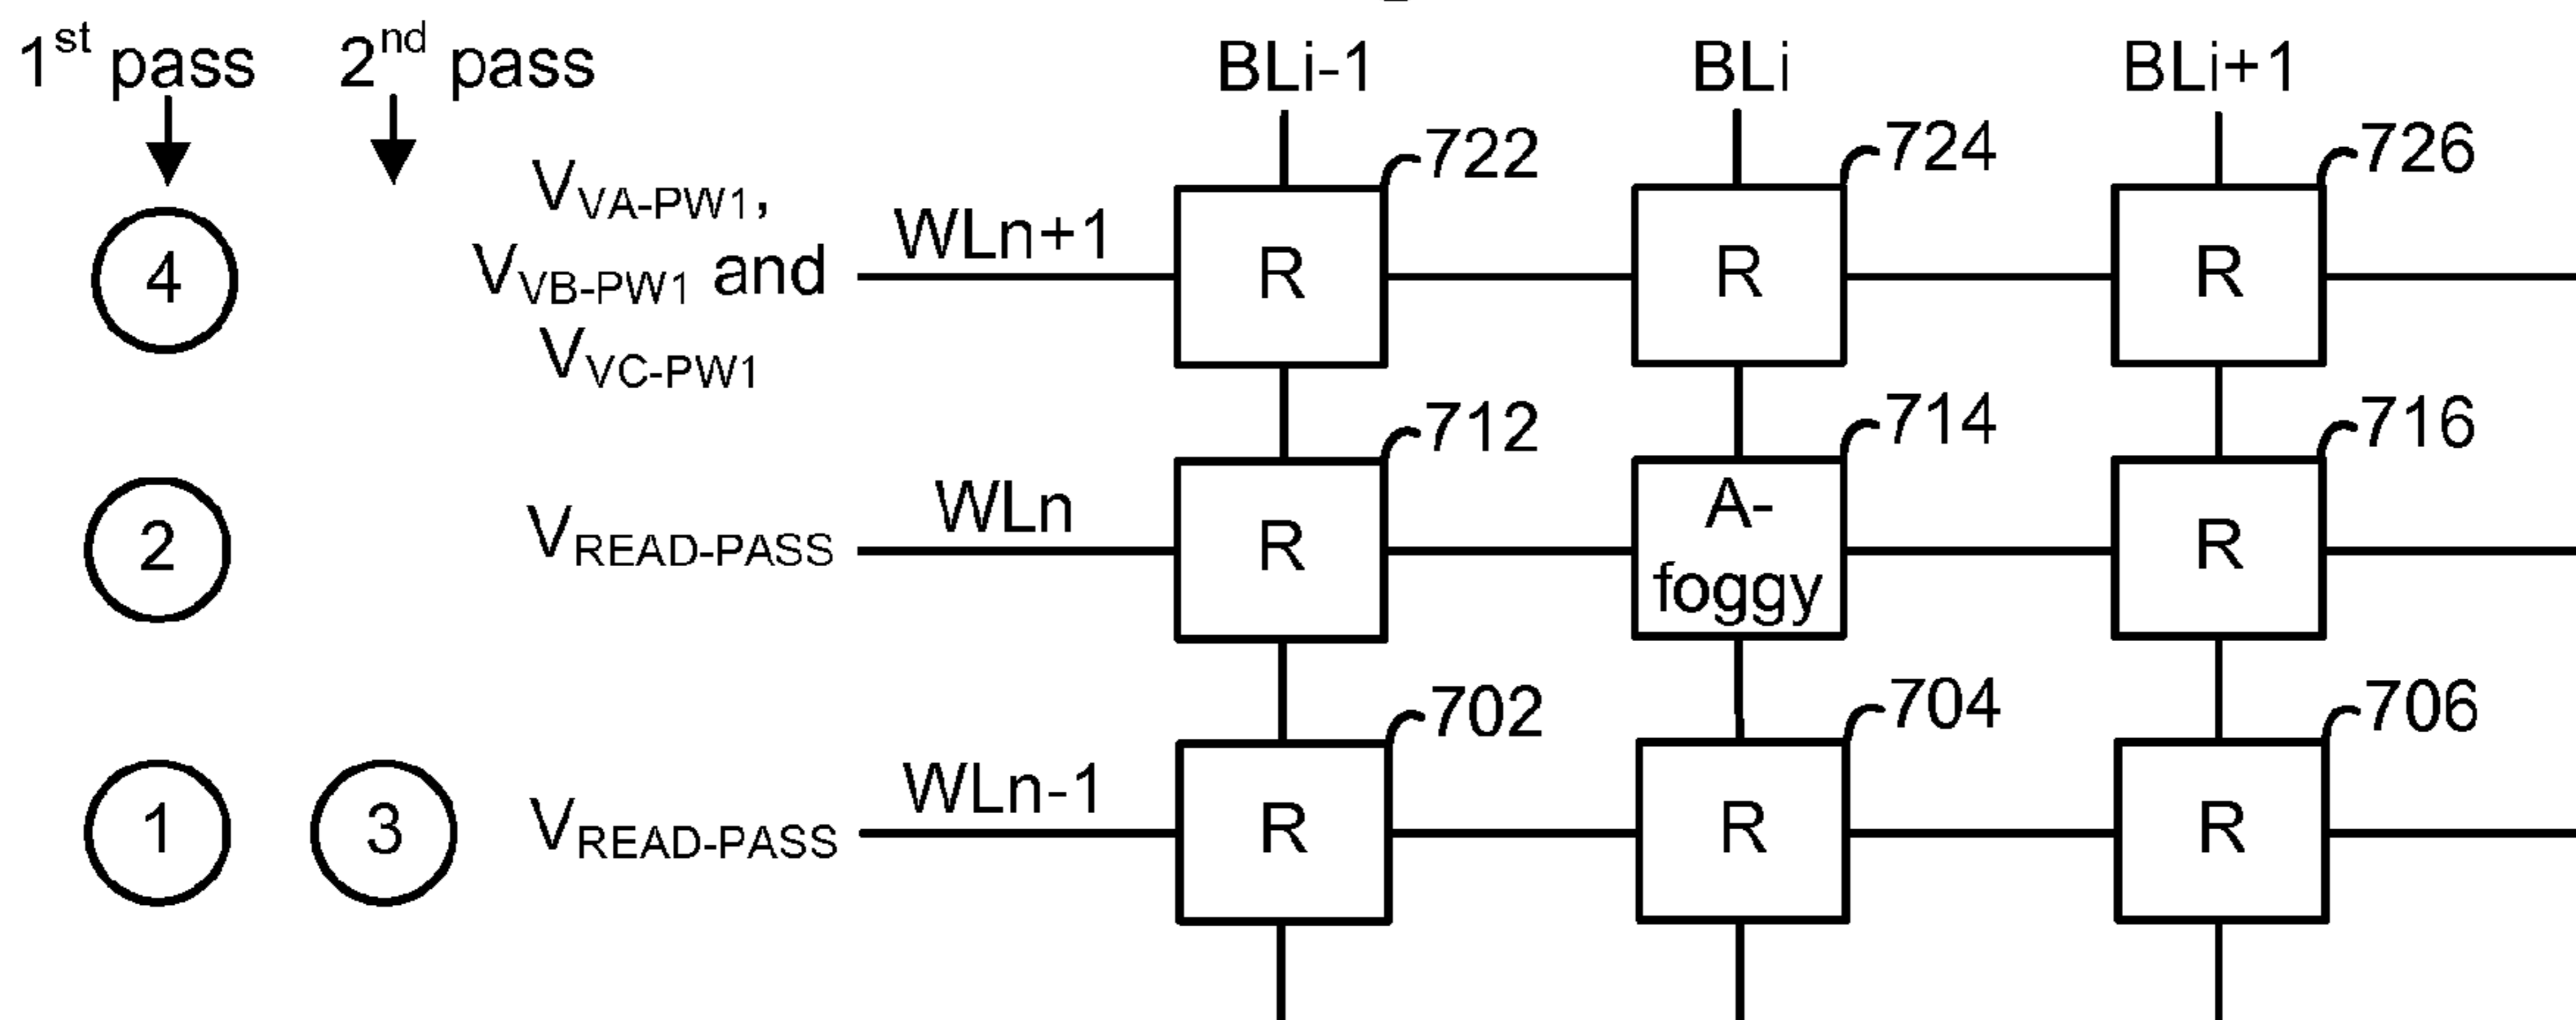 1st pass 2nd pass BLi-1 BLi BLi+1
722 724 726
VVA-PW1,
4 VVB-PW1 and WLn+1 R R R
VVC-PW1
712 714 716
2 VREAD-PASS WLn R A- R
foggy
702 704 706
1 3 VREAD-PASS WLn-1 R R R